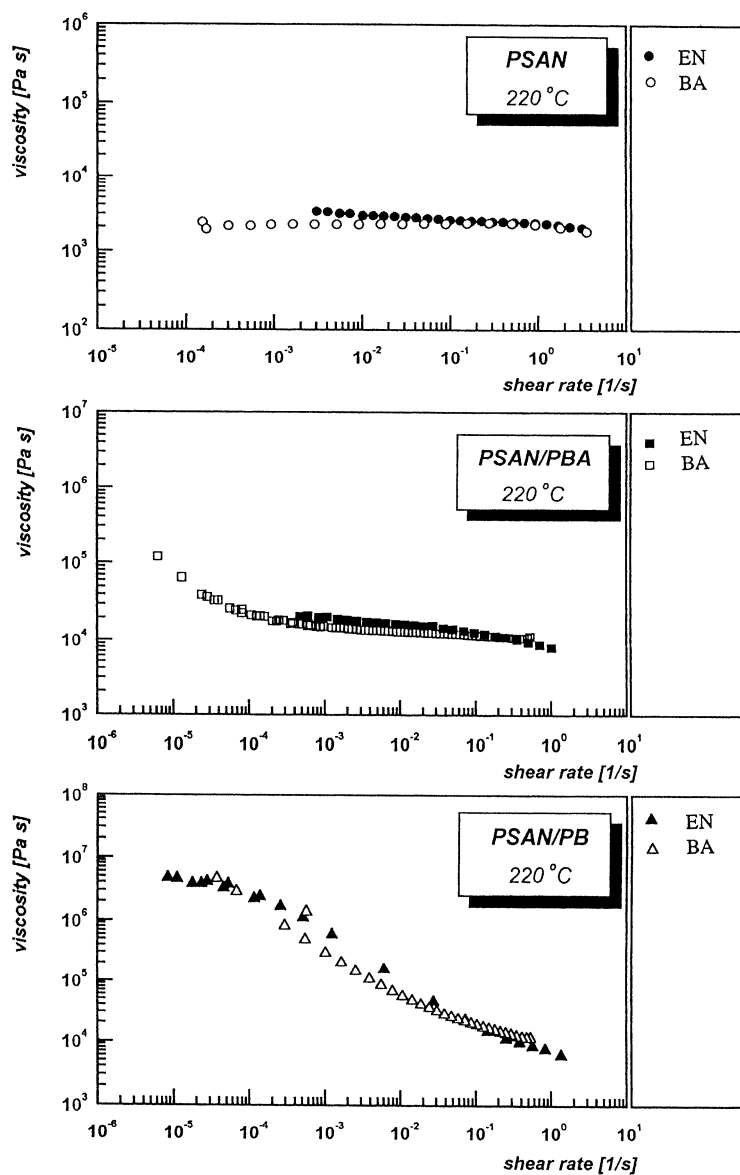 10^6
10^5
10^4
10^3
10^2
viscosity [Pa s]
PSAN
220 °C
EN
BA
10^-5
10^-4
10^-3
10^-2
10^-1
10^0
10^1
shear rate [1/s]
10^7
10^6
10^5
10^4
10^3
viscosity [Pa s]
PSAN/PBA
220 °C
EN
BA
10^-6
10^-5
10^-4
10^-3
10^-2
10^-1
10^0
10^1
shear rate [1/s]
10^8
10^7
10^6
10^5
10^4
10^3
viscosity [Pa s]
PSAN/PB
220 °C
EN
BA
10^-6
10^-5
10^-4
10^-3
10^-2
10^-1
10^0
10^1
shear rate [1/s]